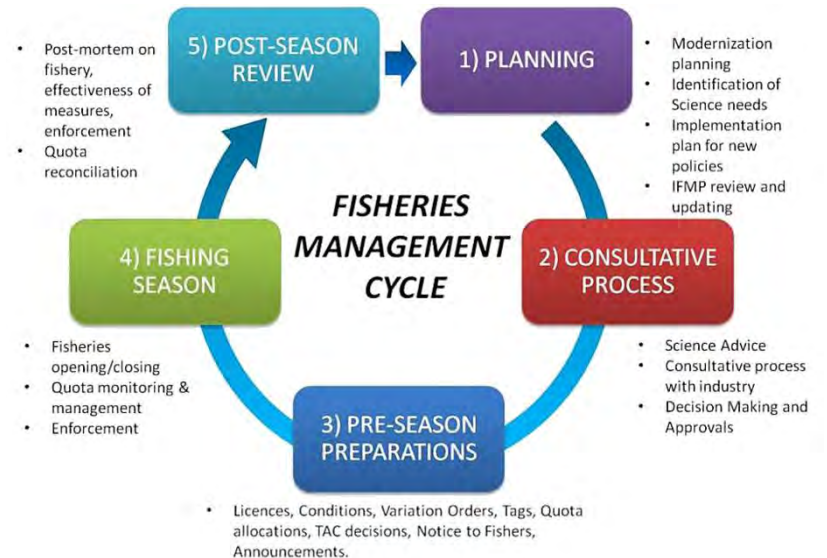 FISHERIES
MANAGEMENT
CYCLE
1) PLANNING
• Modernization
planning
• Identification of
Science needs
• Implementation
plan for new
policies
• IFMP review and
updating
2) CONSULTATIVE
PROCESS
• Science Advice
• Consultative process
with industry
• Decision Making and
Approvals
3) PRE-SEASON
PREPARATIONS
• Licences, Conditions, Variation Orders, Tags, Quota
allocations, TAC decisions, Notice to Fishers,
Announcements.
4) FISHING
SEASON
• Fisheries
opening/closing
• Quota monitoring &
management
• Enforcement
5) POST-SEASON
REVIEW
• Post-mortem on
fishery,
effectiveness of
measures,
enforcement
• Quota
reconciliation